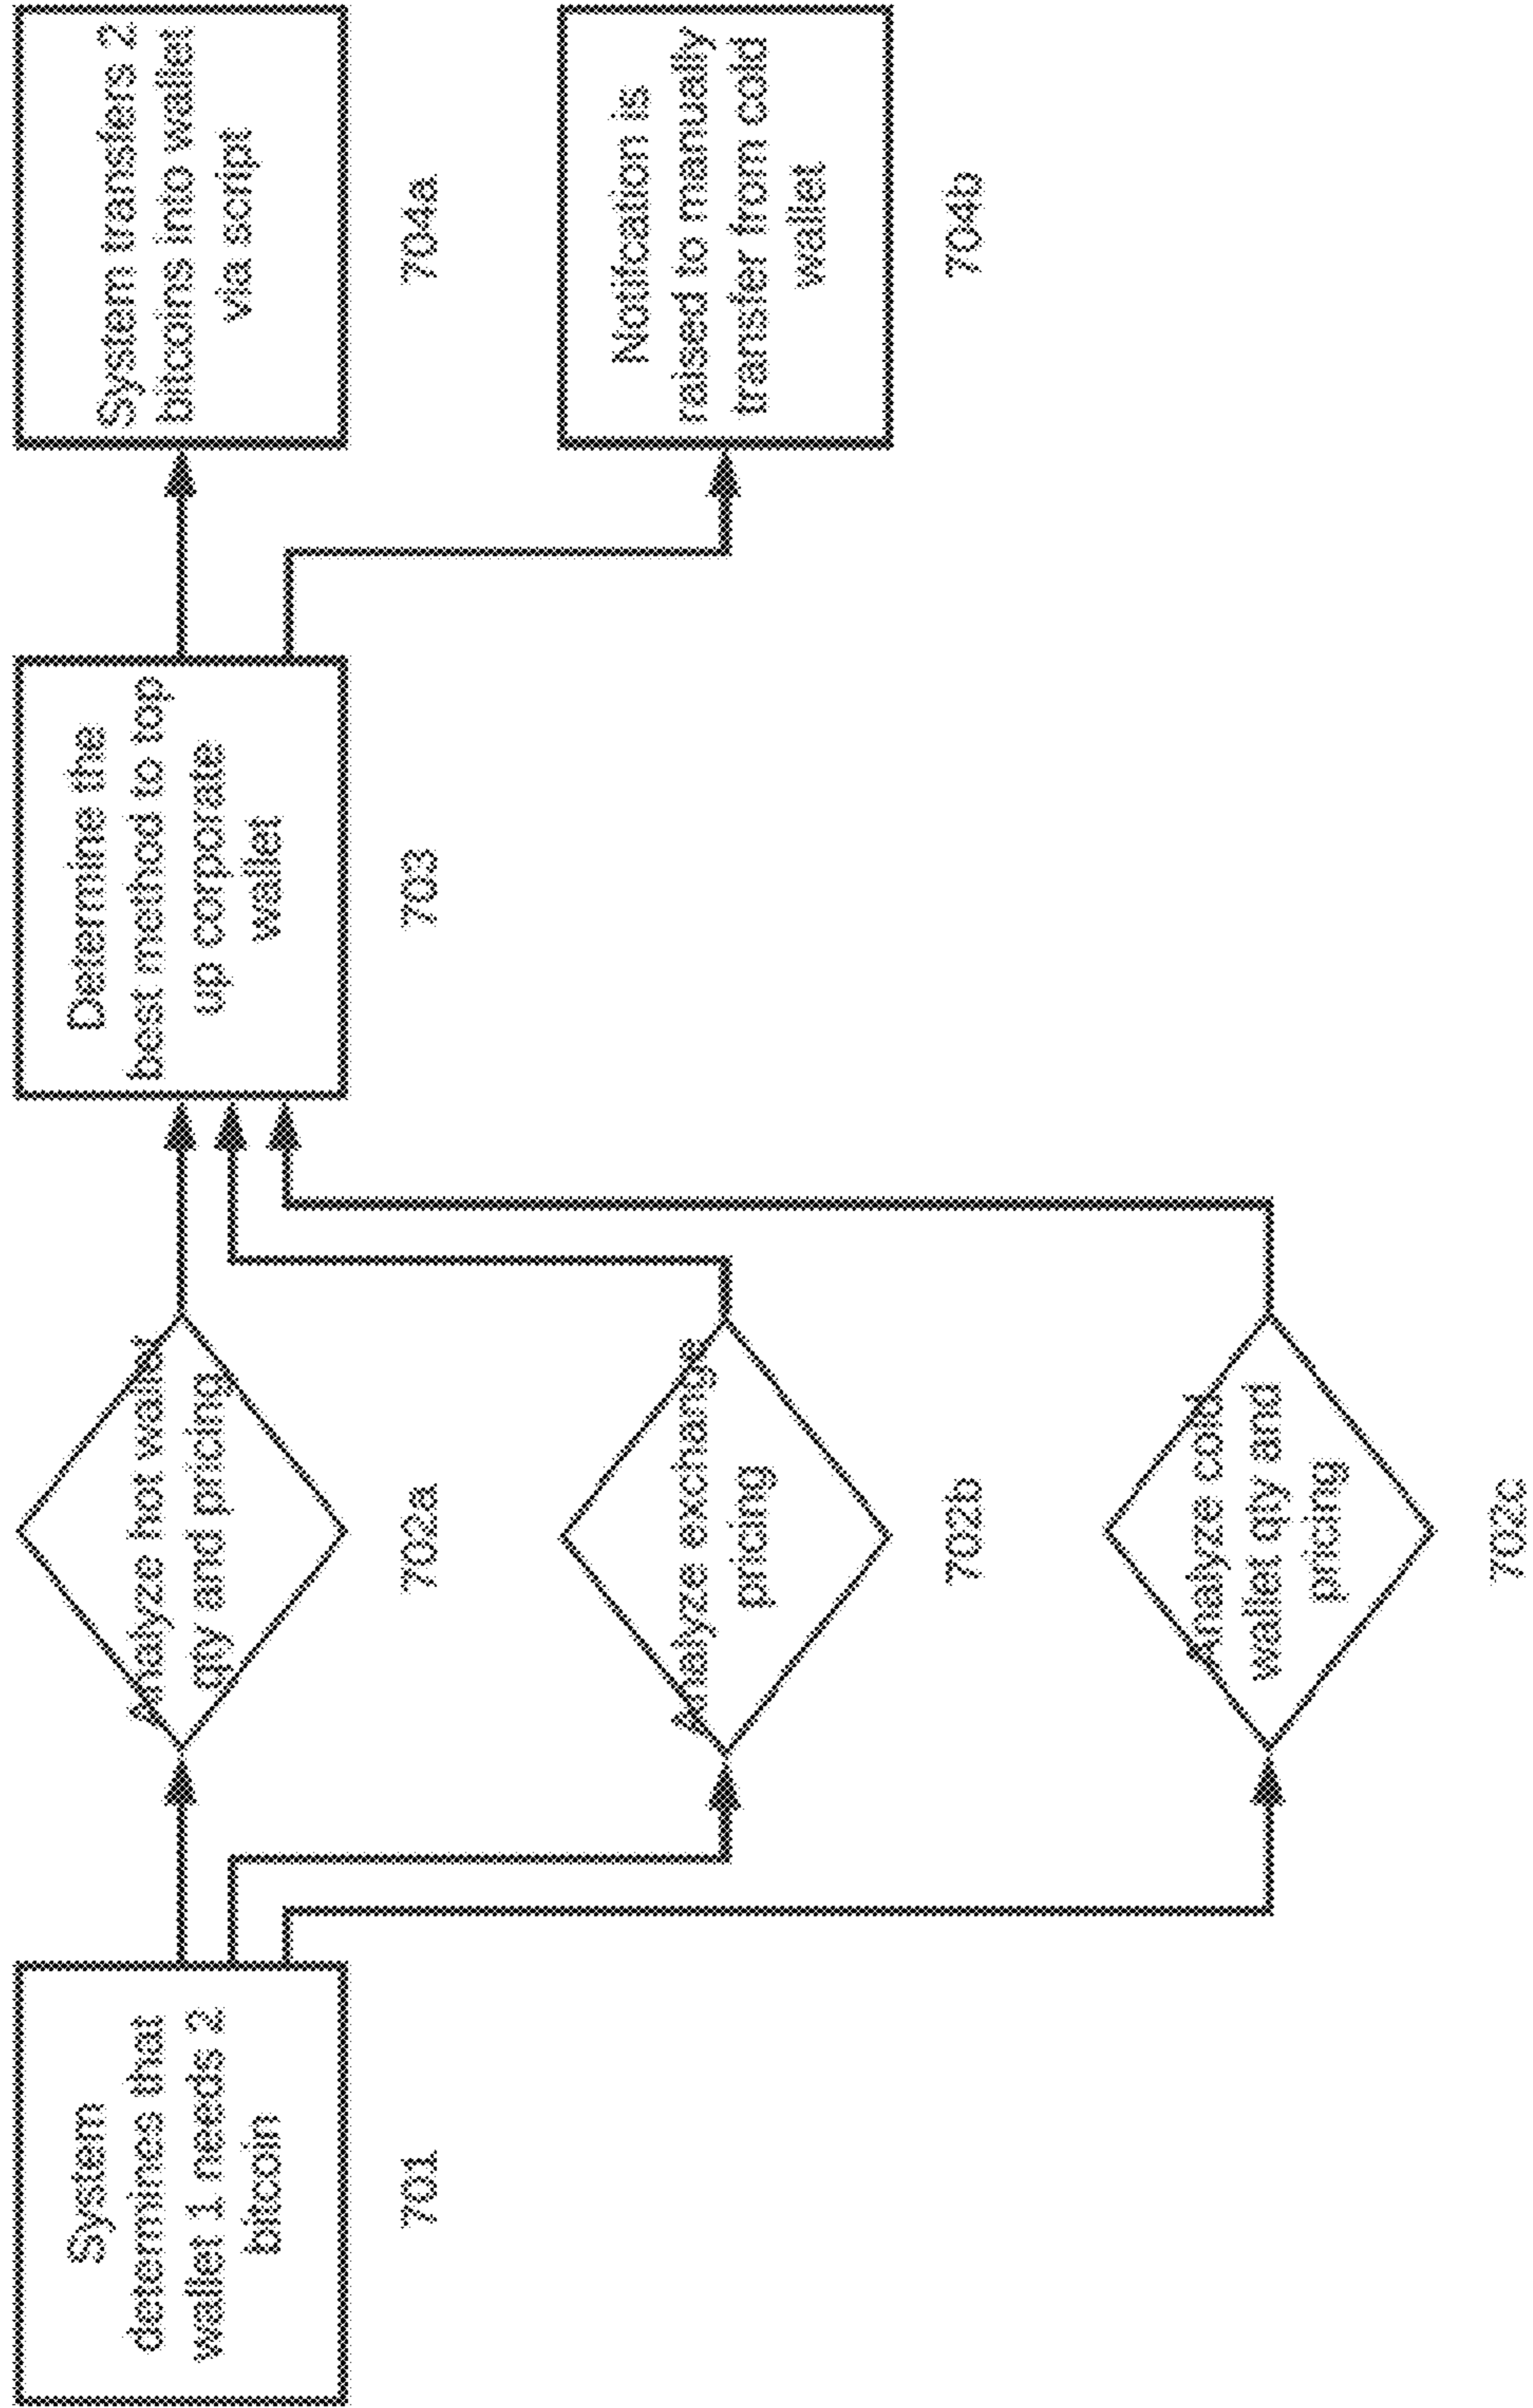 System
determines that
wallet 1 needs 2
bitcoin
701
Analyze hot wallet
qty and pricing
702a
Analyze exchange
pricing
702b
Analyze cold
wallet qty and
pricing
702c
Determine the
best method to top
up corporate
wallet
703
System transfers 2
bitcoins into wallet
via script
704a
Notifcation is
raised to manually
transfer from cold
wallet
704b